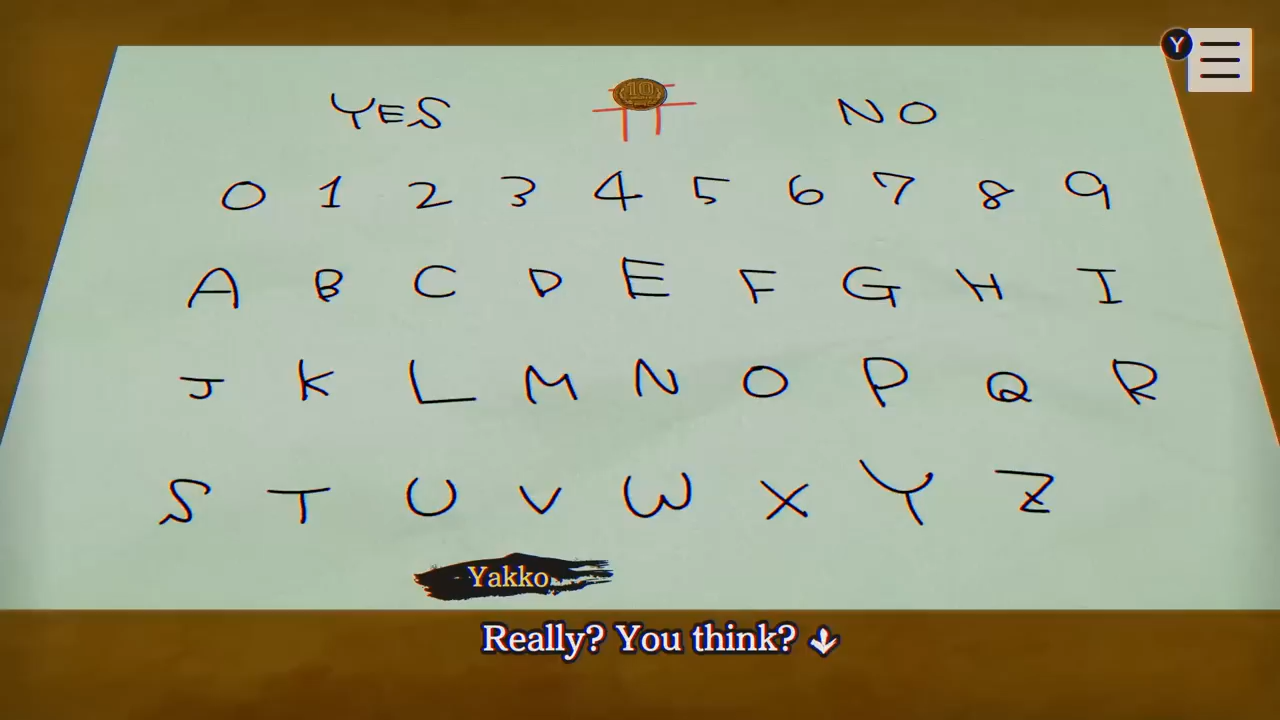 Y
YES 10 NO
0 1 2 3 4 5 6 7 8 9
A B C D E F G H I
J K L M N O P Q R
S T U V W X Y Z
Yakko
Really? You think?